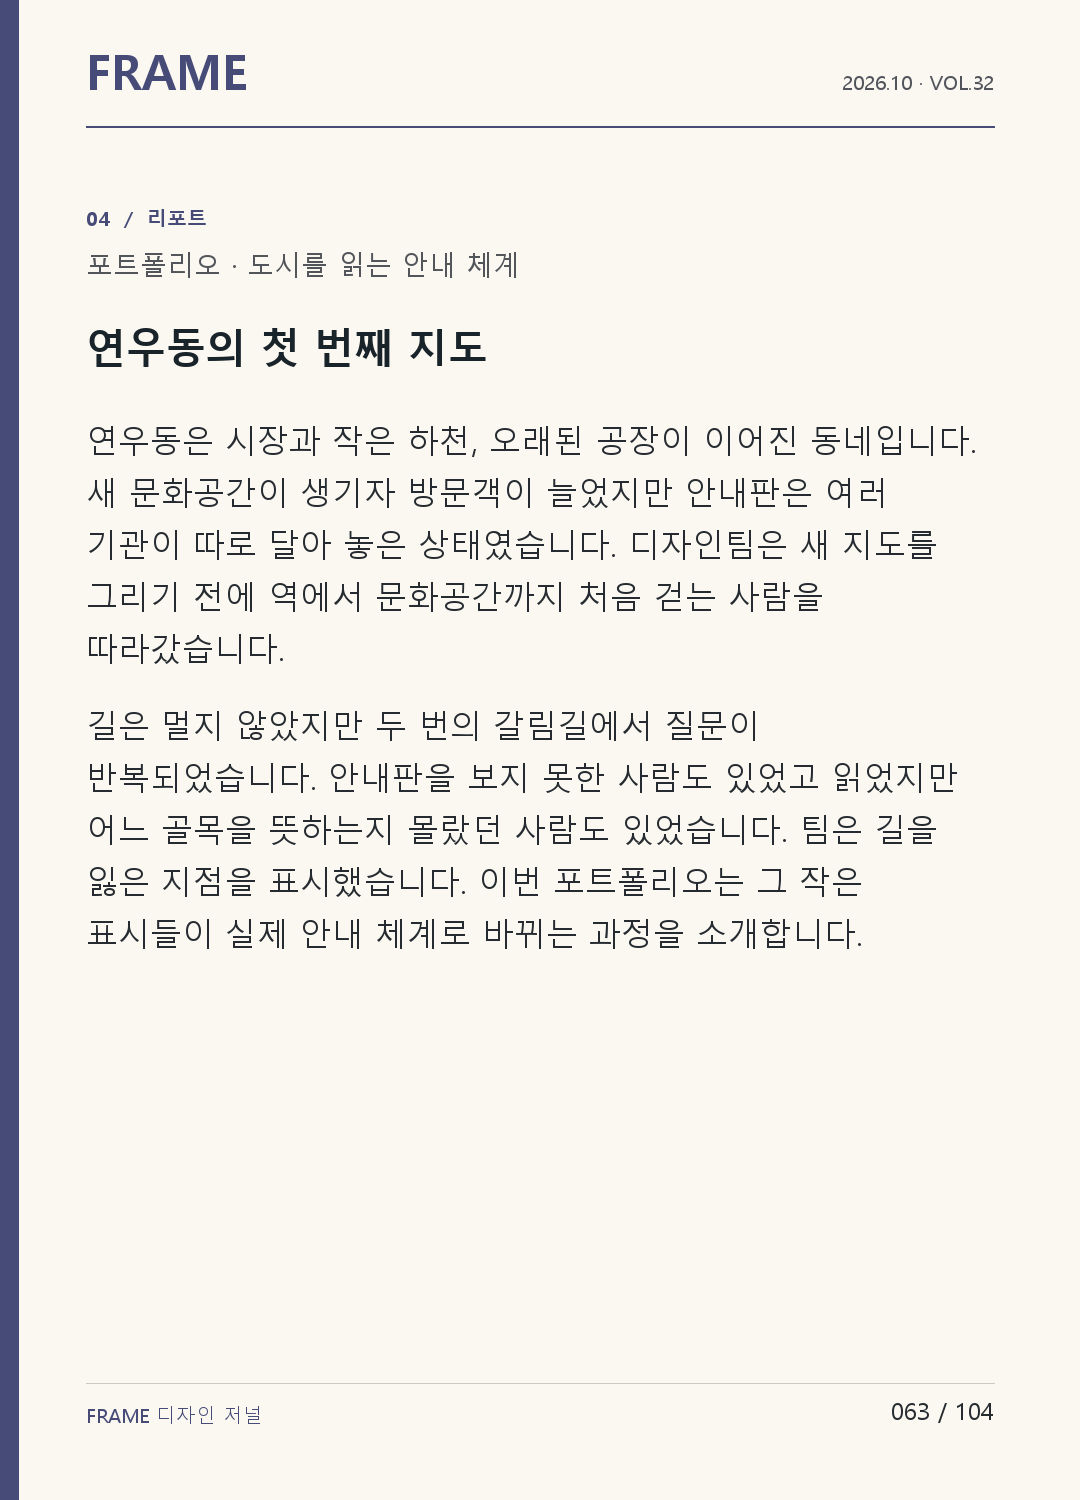 FRAME
2026.10 · VOL.32
04 / 리포트
포트폴리오 · 도시를 읽는 안내 체계
연우동의 첫 번째 지도
연우동은 시장과 작은 하천, 오래된 공장이 이어진 동네입니다.
새 문화공간이 생기자 방문객이 늘었지만 안내판은 여러
기관이 따로 달아 놓은 상태였습니다. 디자인팀은 새 지도를
그리기 전에 역에서 문화공간까지 처음 걷는 사람을
따라갔습니다.
길은 멀지 않았지만 두 번의 갈림길에서 질문이
반복되었습니다. 안내판을 보지 못한 사람도 있었고 읽었지만
어느 골목을 뜻하는지 몰랐던 사람도 있었습니다. 팀은 길을
잃은 지점을 표시했습니다. 이번 포트폴리오는 그 작은
표시들이 실제 안내 체계로 바뀌는 과정을 소개합니다.
FRAME 디자인 저널
063 / 104